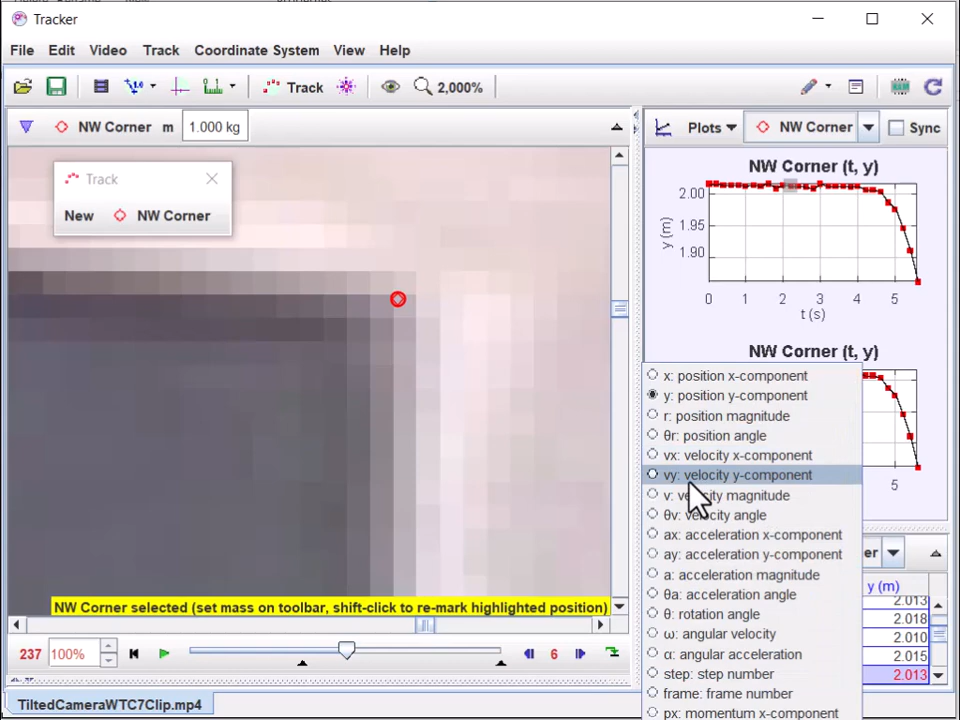 Tracker
File Edit Video Track Coordinate System View Help
Track 2,000%
NW Corner m 1.000 kg
Plots NW Corner Sync
Track
New NW Corner
NW Corner (t, y)
y (m)
2.00
1.95
1.90
0 1 2 3 4 5
t (s)
NW Corner (t, y)
5
x: position x-component
y: position y-component
r: position magnitude
θr: position angle
vx: velocity x-component
vy: velocity y-component
v: velocity magnitude
θv: velocity angle
ax: acceleration x-component
ay: acceleration y-component
a: acceleration magnitude
θa: acceleration angle
θ: rotation angle
ω: angular velocity
α: angular acceleration
step: step number
frame: frame number
px: momentum x-component
er
y (m)
2.013
2.018
2.010
2.015
2.013
NW Corner selected (set mass on toolbar, shift-click to re-mark highlighted position)
237 100% 6
TiltedCameraWTC7Clip.mp4